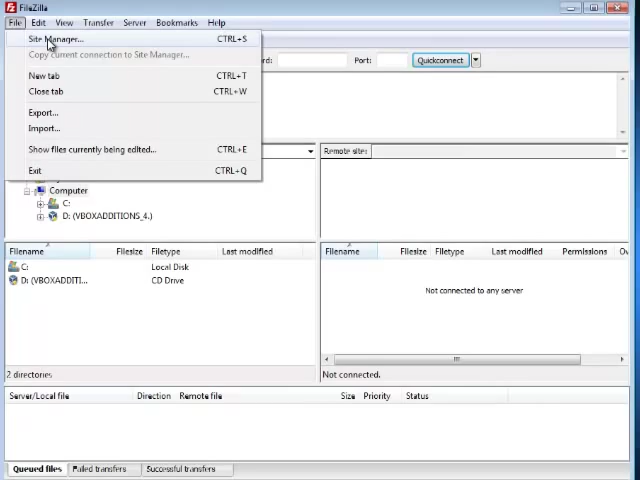 FileZilla
File Edit View Transfer Server Bookmarks Help
Site Manager... CTRL+S
Copy current connection to Site Manager...
rd: Port: Quickconnect
New tab CTRL+T
Close tab CTRL+W
Export...
Import...
Show files currently being edited... CTRL+E
Remote site:
Exit CTRL+Q
Computer
C:
D: (VBOXADDITIONS_4.)
Filename Filesize Filetype Last modified
C: Local Disk
D: (VBOXADDITI... CD Drive
2 directories
Filename Filesize Filetype Last modified Permissions Ov
Not connected to any server
Not connected.
Server/Local file Direction Remote file Size Priority Status
Queued files Failed transfers Successful transfers